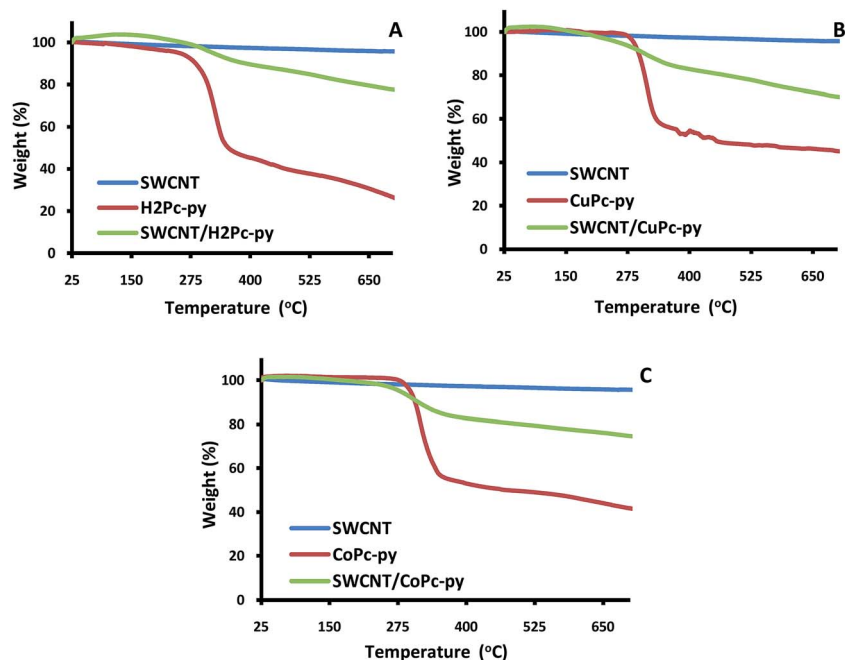 A
Weight (%)
100
80
60
40
20
0
SWCNT
H2Pc-py
SWCNT/H2Pc-py
25 150 275 400 525 650
Temperature (ᵒC)
B
Weight (%)
100
80
60
40
20
0
SWCNT
CuPc-py
SWCNT/CuPc-py
25 150 275 400 525 650
Temperature (ᵒC)
C
Weight (%)
100
80
60
40
20
0
SWCNT
CoPc-py
SWCNT/CoPc-py
25 150 275 400 525 650
Temperature (ᵒC)